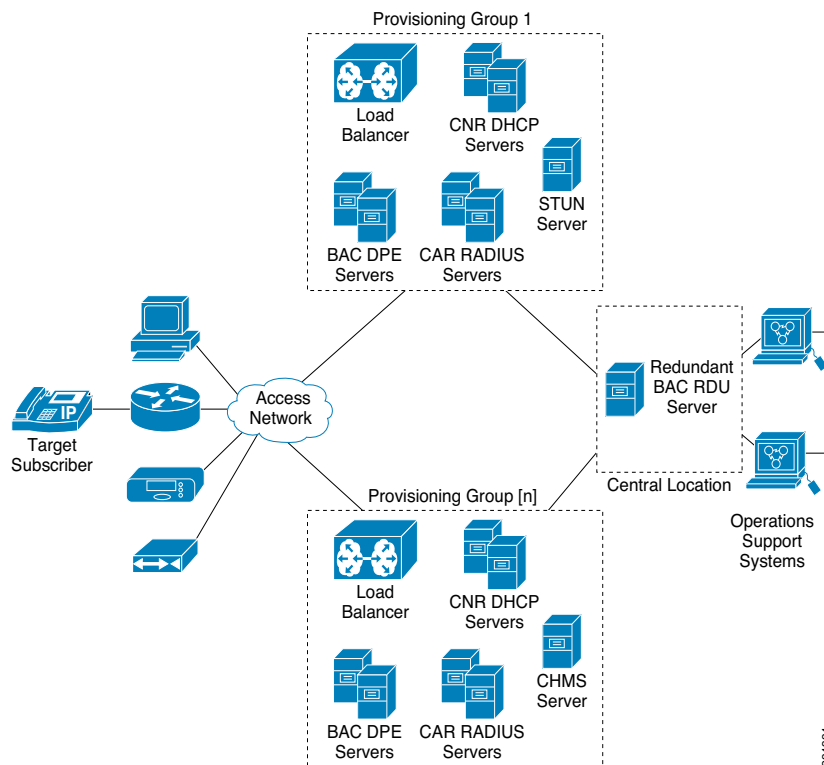 Provisioning Group 1
Load
Balancer
CNR DHCP
Servers
STUN
Server
BAC DPE
Servers
CAR RADIUS
Servers
Access
Network
IP
Target
Subscriber
Redundant
BAC RDU
Server
Central Location
Operations
Support
Systems
Provisioning Group [n]
Load
Balancer
CNR DHCP
Servers
CHMS
Server
BAC DPE
Servers
CAR RADIUS
Servers